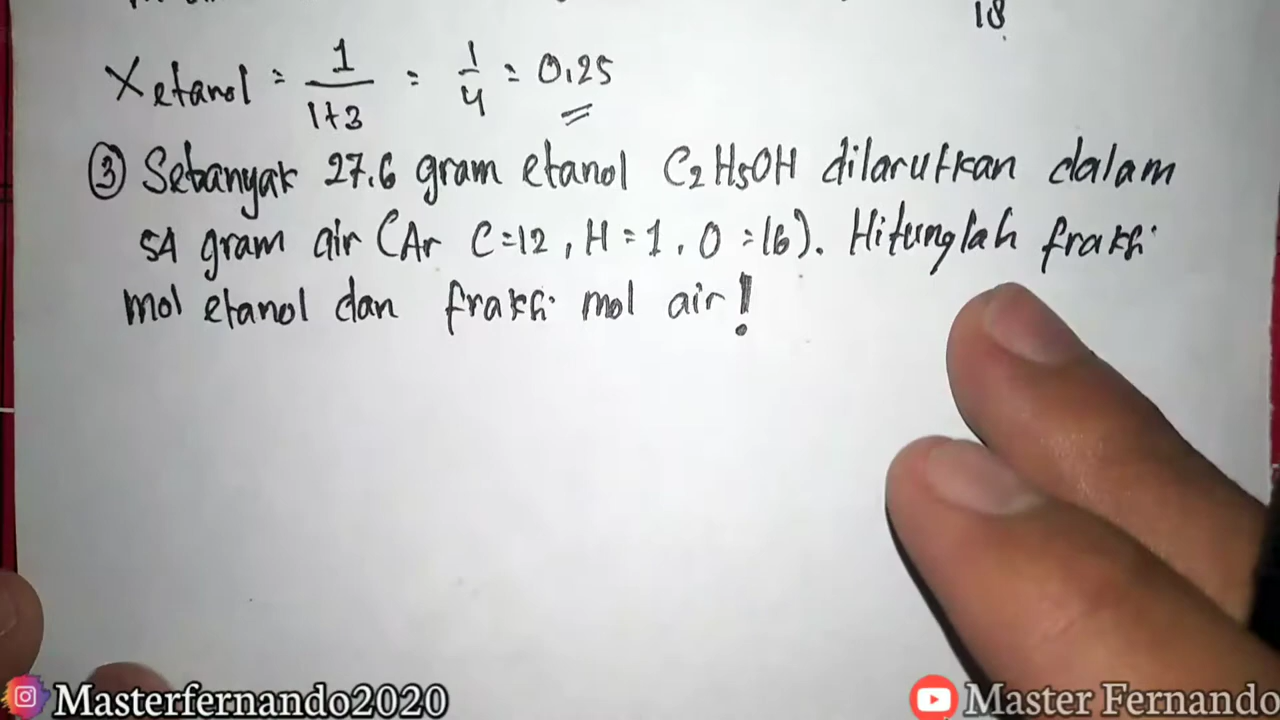 18
X etanol = 1 / 1+3 = 1/4 = 0.25
③ Sebanyak 27.6 gram etanol C2H5OH dilarutkan dalam
54 gram air (Ar C=12, H=1, O=16). Hitunglah fraksi
mol etanol dan fraksi mol air!
Masterfernando2020
Master Fernando